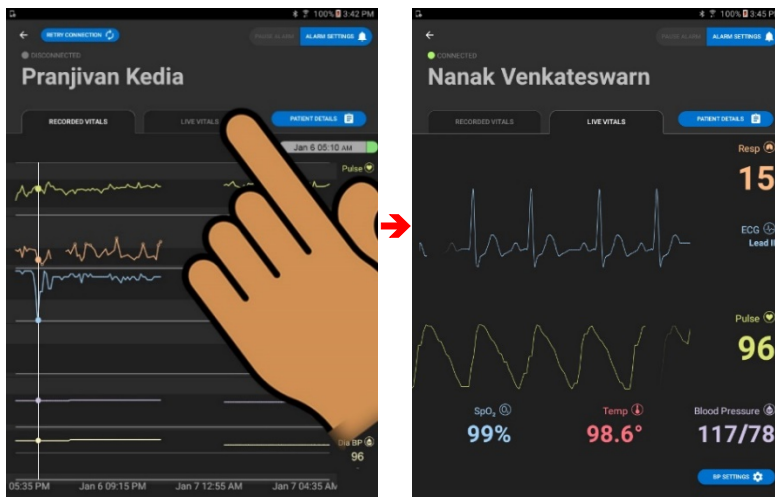 100% 3:42 PM
RETRY CONNECTION
PAUSE ALARM
ALARM SETTINGS
DISCONNECTED
Pranjivan Kedia
RECORDED VITALS
LIVE VITALS
PATIENT DETAILS
Jan 6 05:10 AM
Pulse
Dia BP
96
05:35 PM Jan 6 09:15 PM Jan 7 12:55 AM Jan 7 04:35 AM
100% 3:45 P
PAUSE ALARM
ALARM SETTINGS
CONNECTED
Nanak Venkateswarn
RECORDED VITALS
LIVE VITALS
PATIENT DETAILS
Resp
15
ECG
Lead II
Pulse
96
SpO₂ Temp Blood Pressure
99% 98.6° 117/78
BP SETTINGS